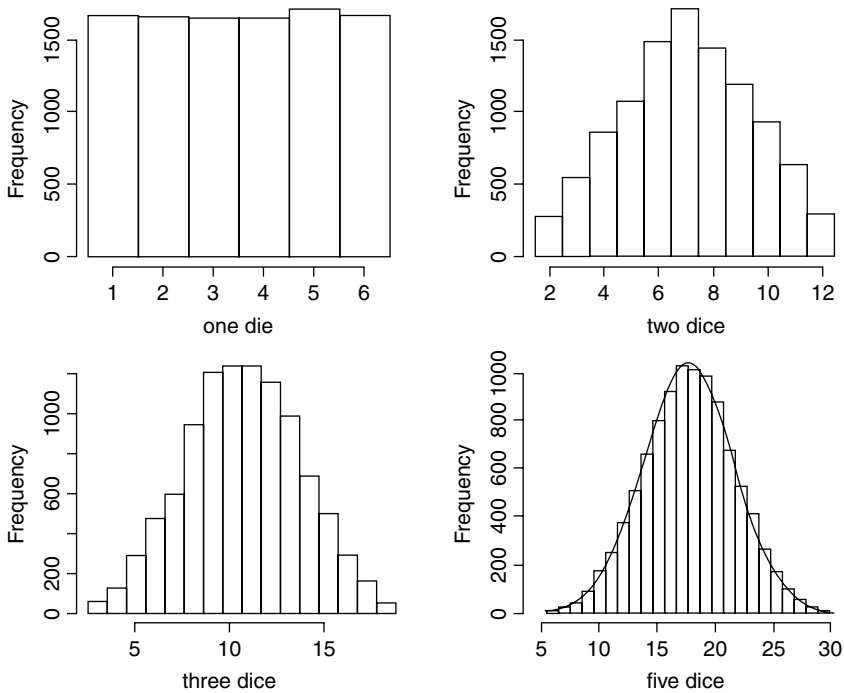 Frequency
0 500 1000 1500
1 2 3 4 5 6
one die
Frequency
0 500 1000 1500
2 4 6 8 10 12
two dice
Frequency
0 200 600 1000
5 10 15
three dice
Frequency
0 200 400 600 800 1000
5 10 15 20 25 30
five dice